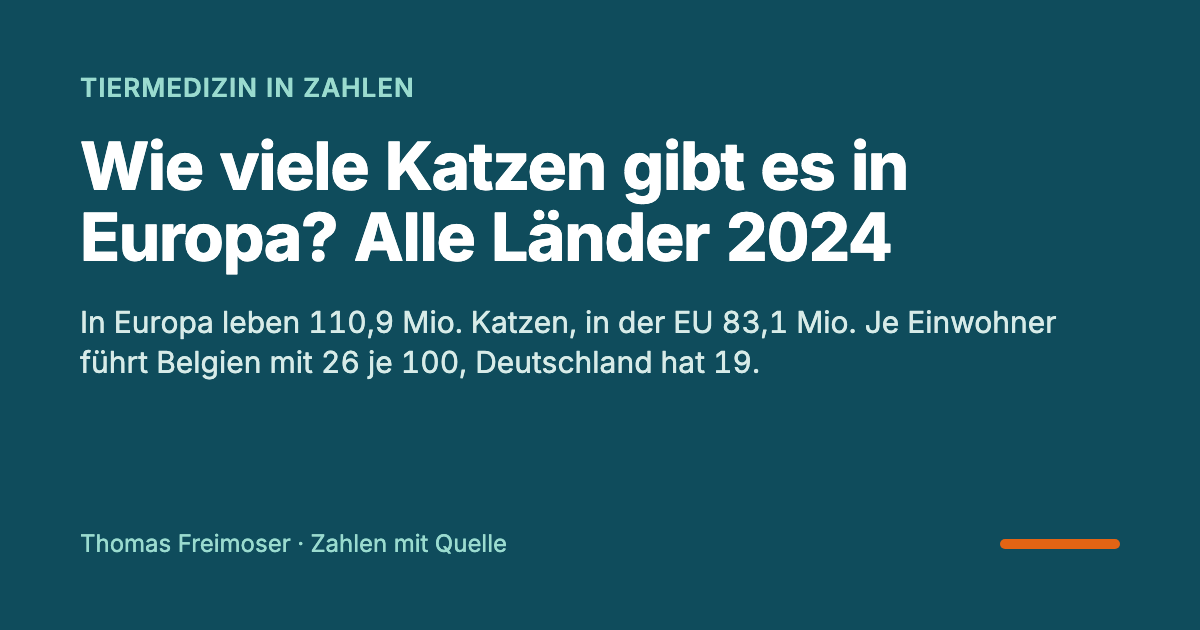 TIERMEDIZIN IN ZAHLEN
Wie viele Katzen gibt es in
Europa? Alle Länder 2024
In Europa leben 110,9 Mio. Katzen, in der EU 83,1 Mio. Je Einwohner
führt Belgien mit 26 je 100, Deutschland hat 19.
Thomas Freimoser · Zahlen mit Quelle